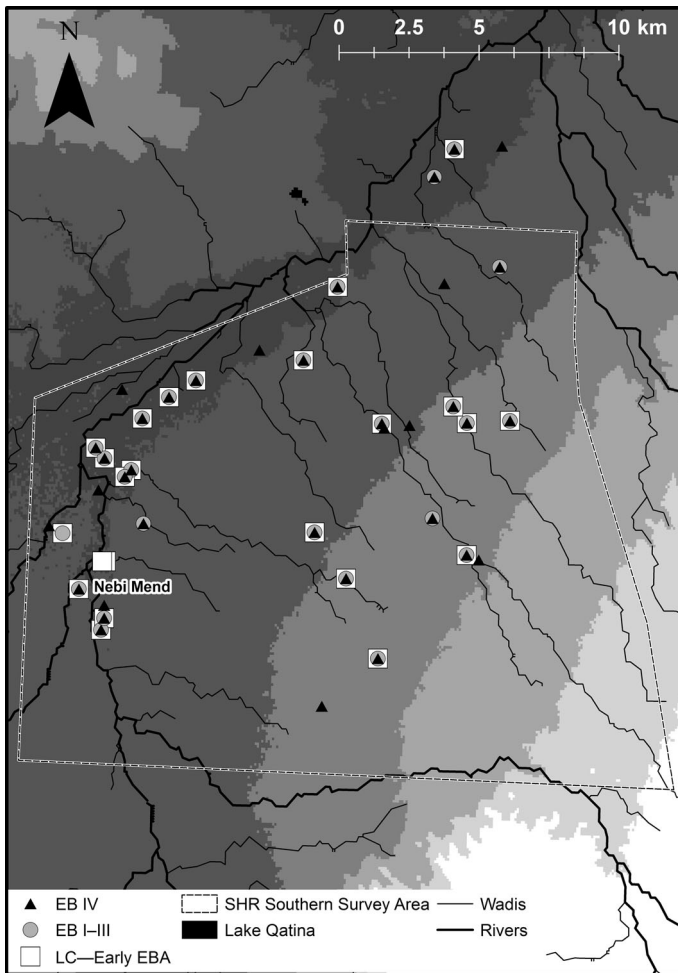 N
0 2.5 5 10 km
Nebi Mend
EB IV SHR Southern Survey Area Wadis
EB I–III Lake Qatina Rivers
LC—Early EBA